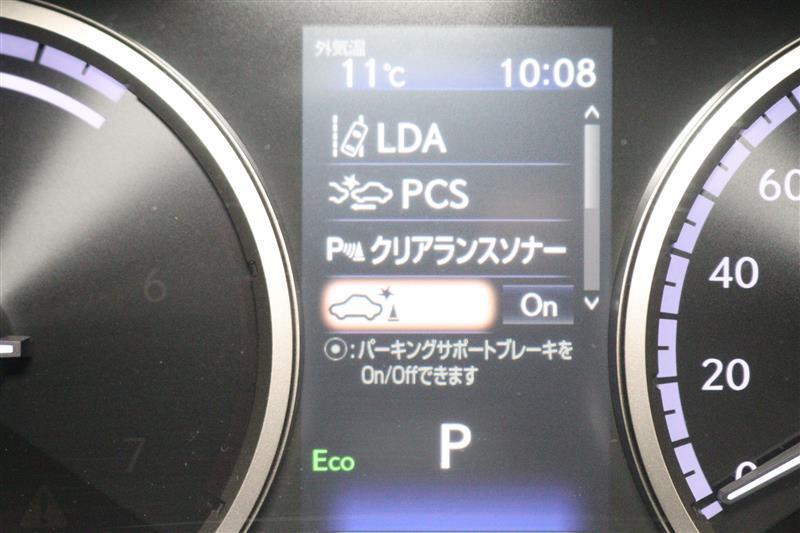 外気温
11℃ 10:08
LDA
PCS
P クリアランスソナー
On
:パーキングサポートブレーキを
On/Offできます
P
Eco
6
7
60
40
20
0